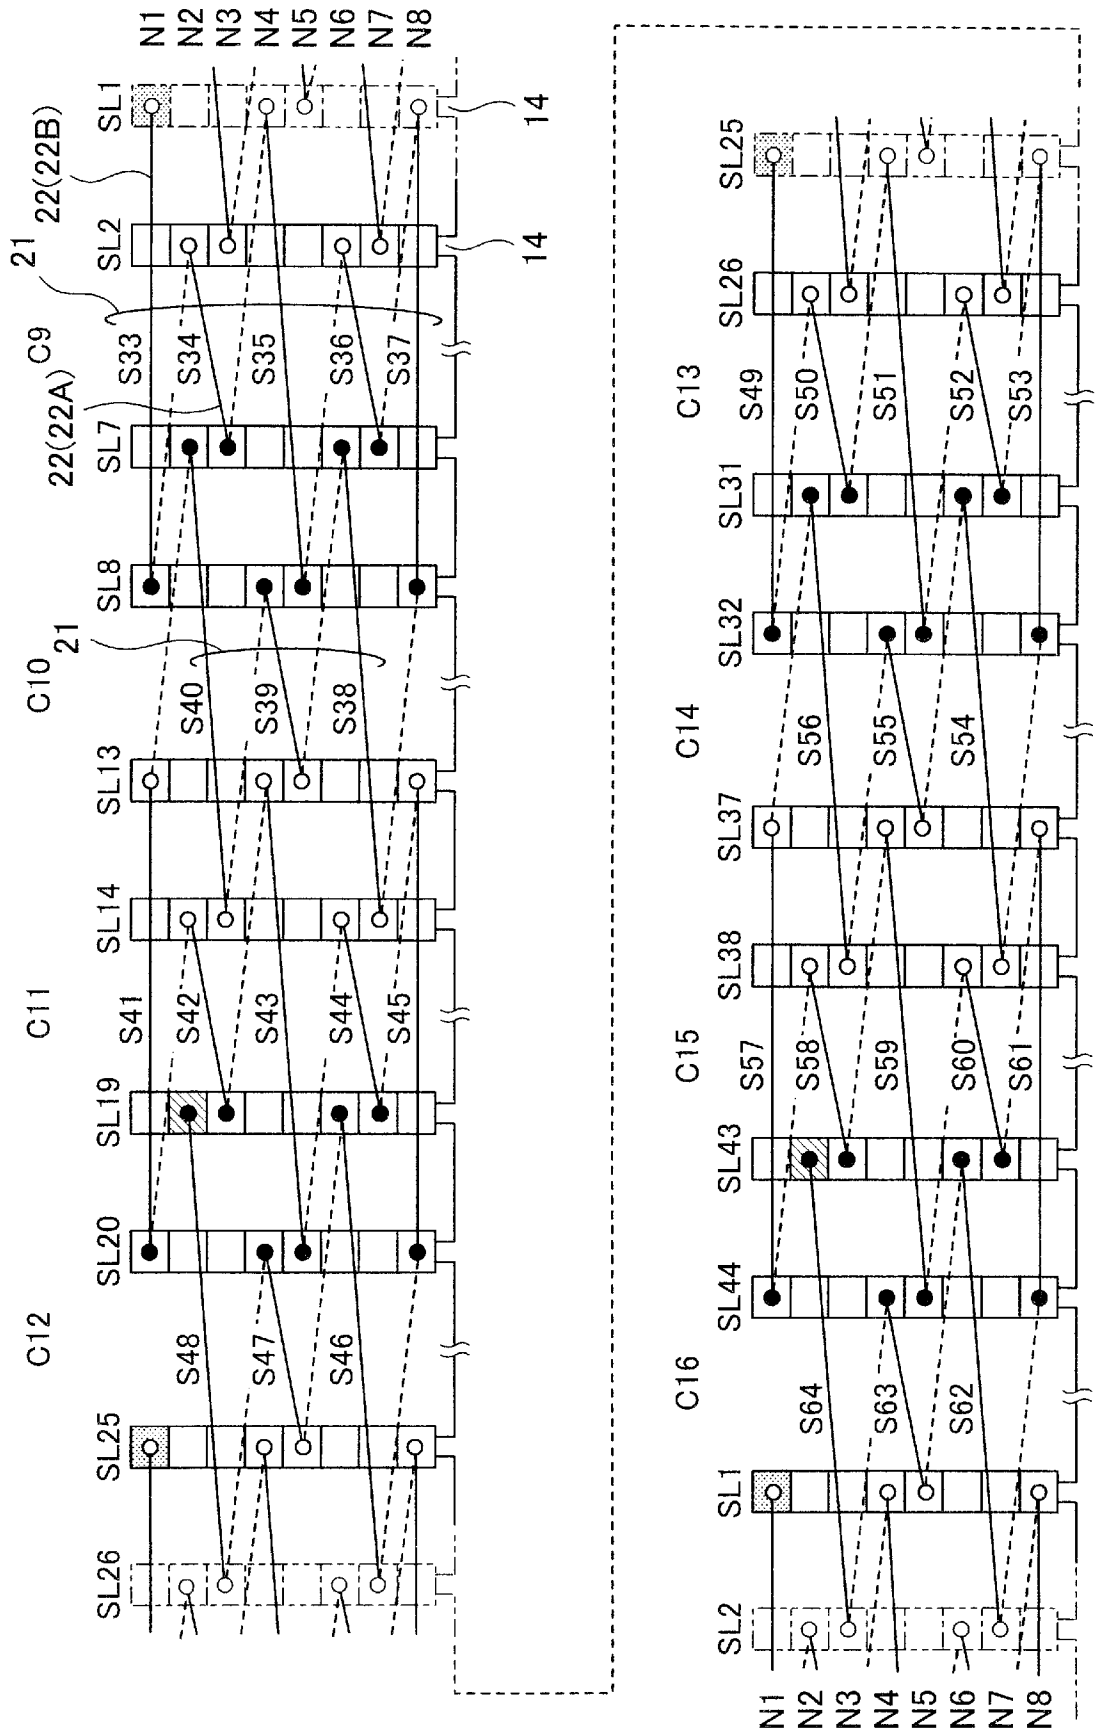 N1
N2
N3
N4
N5
N6
N7
N8
SL1
22(22B)
14
SL2
14
21
C9
22(22A)
S33
S34
S35
S36
S37
SL7
SL8
C10
21
S40
S39
S38
SL13
SL14
C11
S41
S42
S43
S44
S45
SL19
SL20
C12
S48
S47
S46
SL25
SL26
SL25
SL26
C13
S49
S50
S51
S52
S53
SL31
SL32
C14
S56
S55
S54
SL37
SL38
C15
S57
S58
S59
S60
S61
SL43
SL44
C16
S64
S63
S62
SL1
SL2
N1
N2
N3
N4
N5
N6
N7
N8